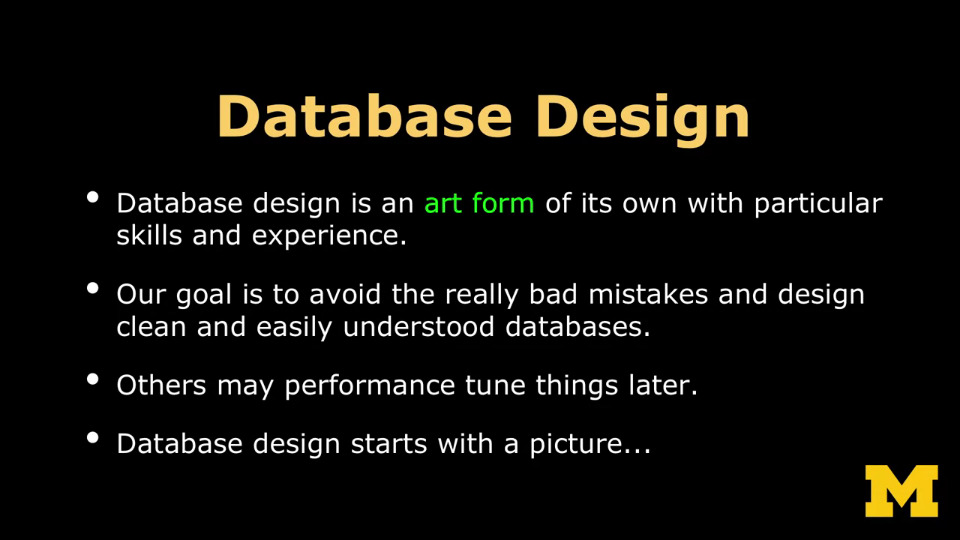 Database Design
• Database design is an art form of its own with particular
skills and experience.
• Our goal is to avoid the really bad mistakes and design
clean and easily understood databases.
• Others may performance tune things later.
• Database design starts with a picture...
M